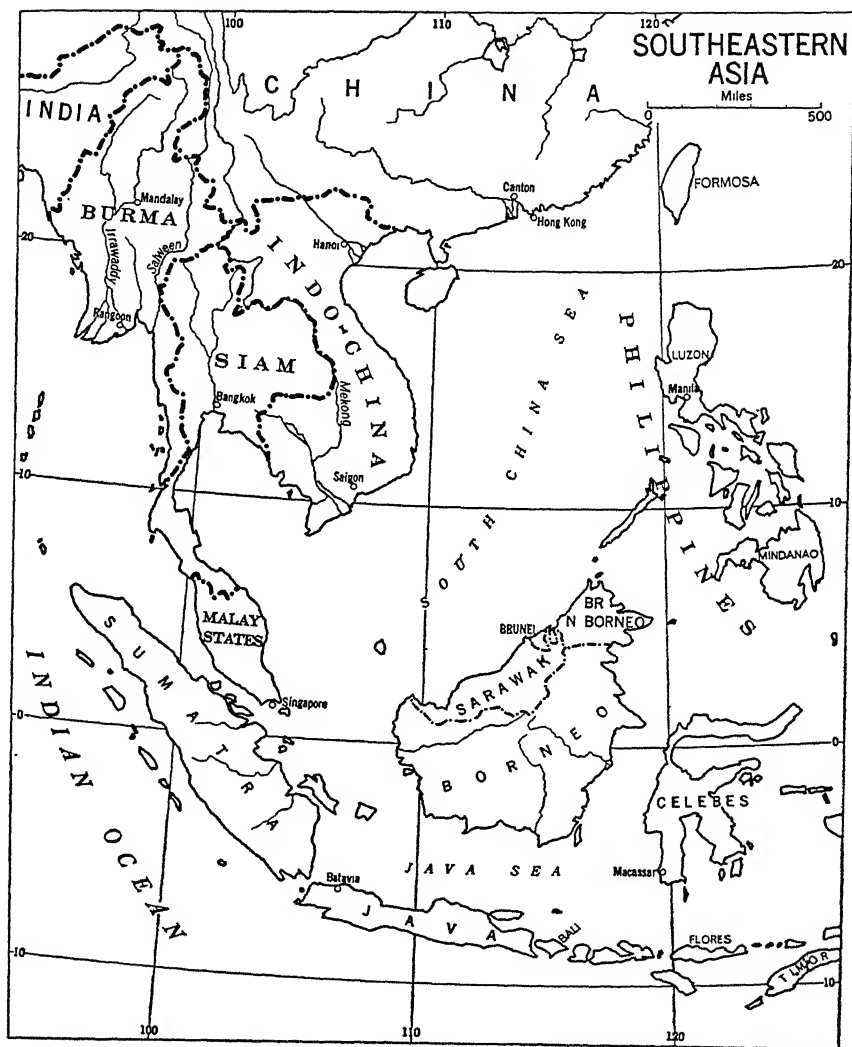 100
110
120
SOUTHEASTERN
ASIA
Miles
0 500
CHINA
INDIA
FORMOSA
Canton
Hong Kong
Mandalay
BURMA
Irrawaddy
Salween
Hanoi
20
20
INDO-CHINA
Rangoon
SIAM
Bangkok
Mekong
Saigon
SOUTH CHINA SEA
PHILIPPINES
LUZON
Manila
10
10
MINDANAO
MALAY
STATES
BR
N BORNEO
BRUNEI
SARAWAK
SUMATRA
Singapore
0
0
BORNEO
CELEBES
INDIAN OCEAN
JAVA SEA
Macassar
Batavia
JAVA
BALI
FLORES
TIMOR
10
10
100
110
120